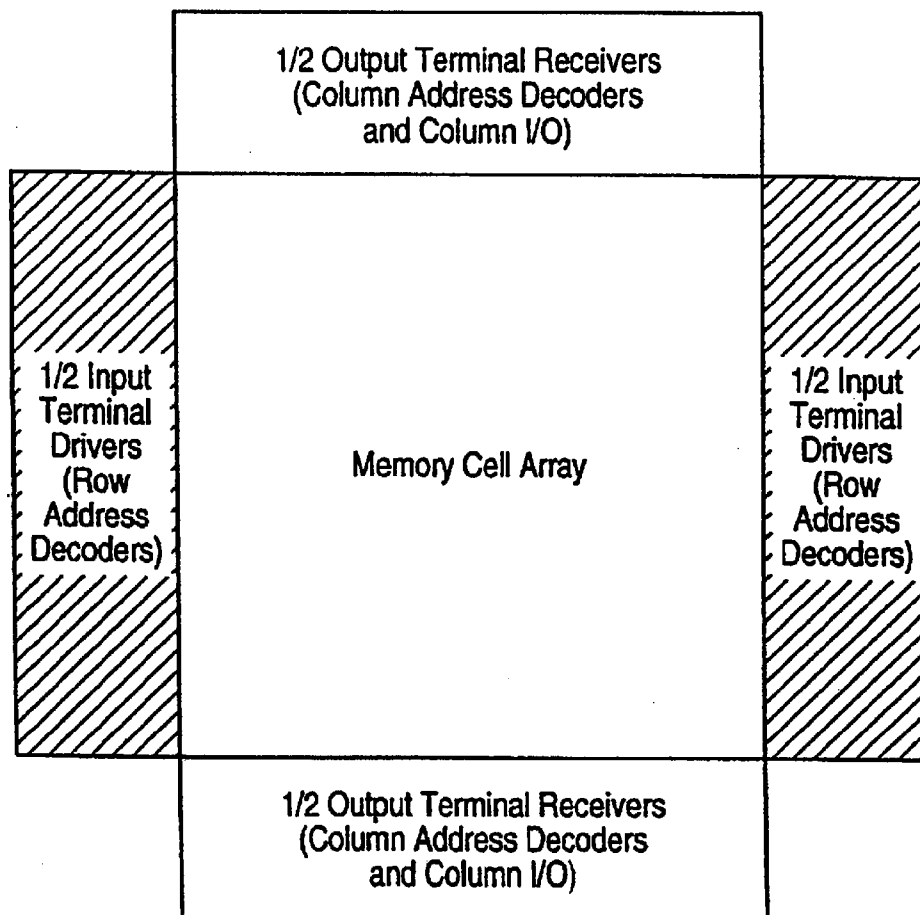 1/2 Output Terminal Receivers
(Column Address Decoders
and Column I/O)
1/2 Input
Terminal
Drivers
(Row
Address
Decoders)
Memory Cell Array
1/2 Input
Terminal
Drivers
(Row
Address
Decoders)
1/2 Output Terminal Receivers
(Column Address Decoders
and Column I/O)